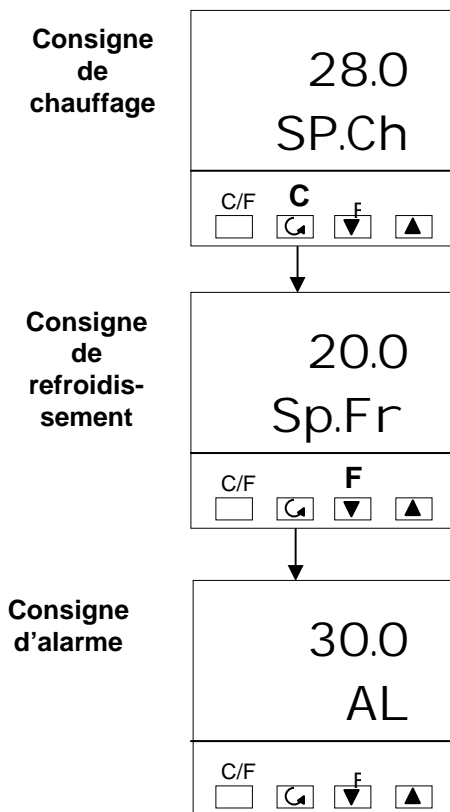 Consigne
de
chauffage
28.0
SP.Ch
C/F C F
Consigne
de
refroidis-
sement
20.0
Sp.Fr
C/F F
Consigne
d'alarme
30.0
AL
C/F F